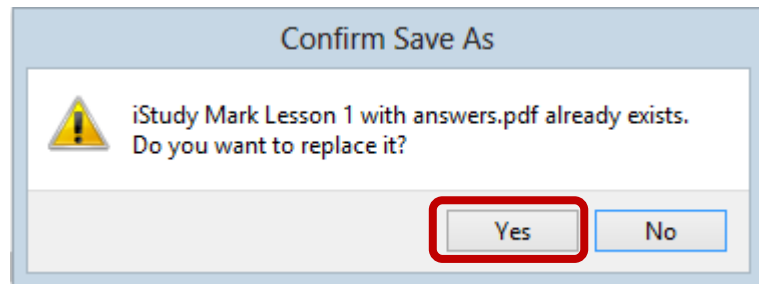 Confirm Save As
iStudy Mark Lesson 1 with answers.pdf already exists.
Do you want to replace it?
Yes No